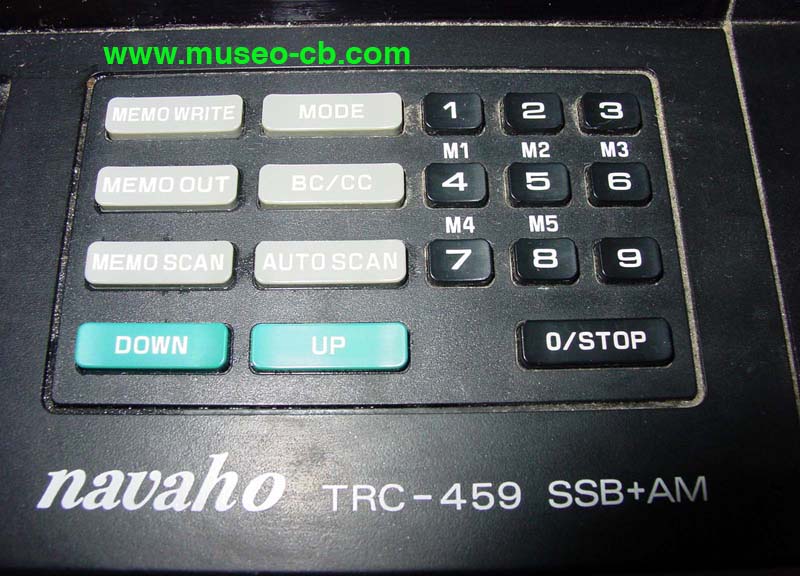 www.museo-cb.com
MEMO WRITE MODE 1 2 3
M1 M2 M3
MEMO OUT BC/CC 4 5 6
M4 M5
MEMO SCAN AUTO SCAN 7 8 9
DOWN UP 0/STOP
navaho TRC-459 SSB+AM